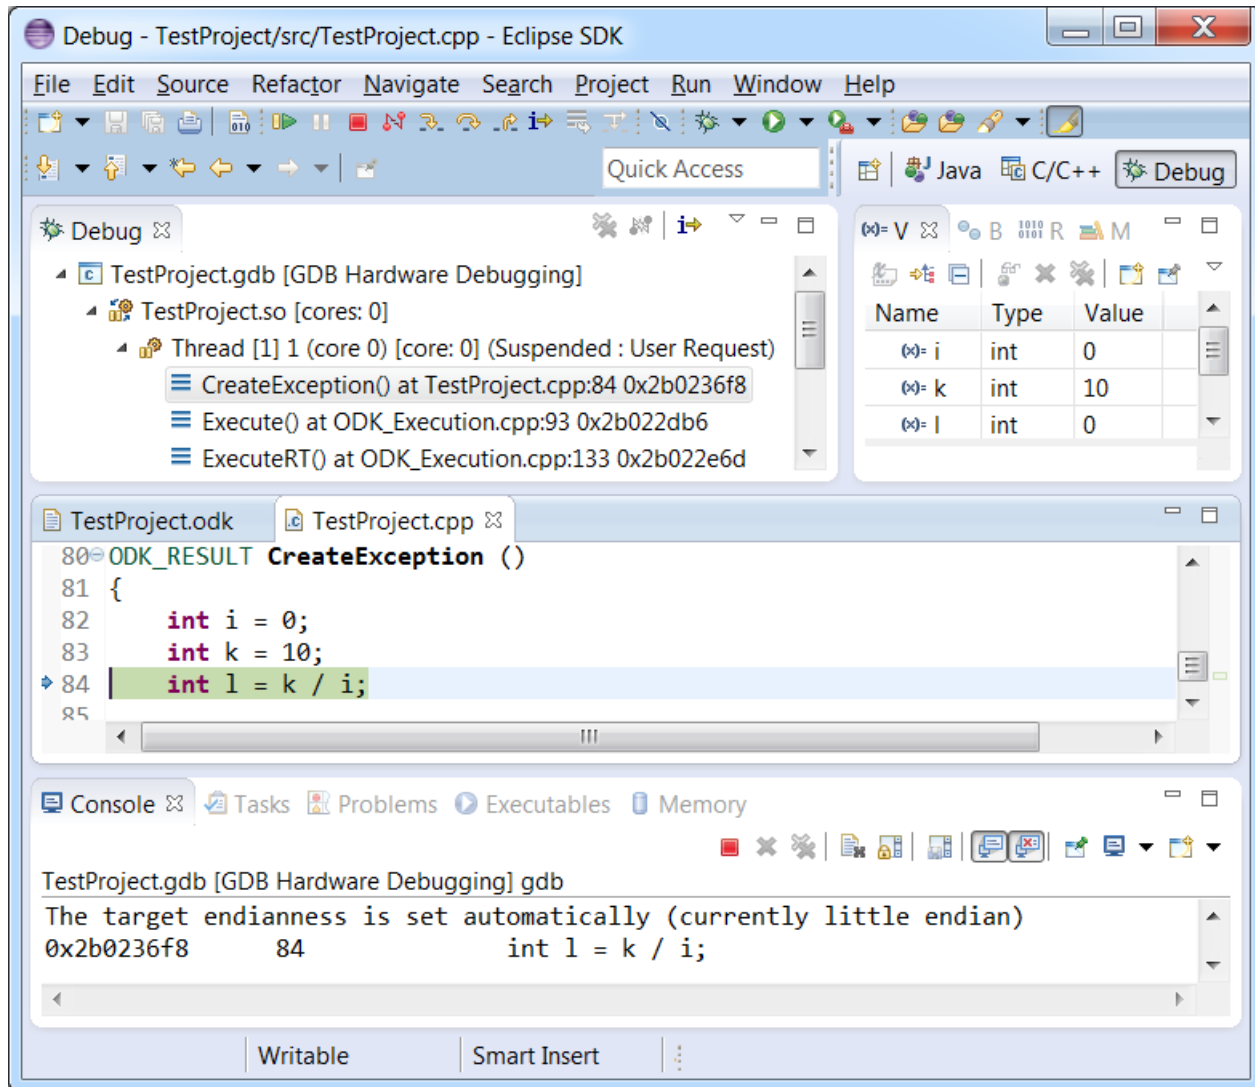 Debug - TestProject/src/TestProject.cpp - Eclipse SDK
File Edit Source Refactor Navigate Search Project Run Window Help
Quick Access
Java C/C++ Debug
Debug
TestProject.gdb [GDB Hardware Debugging]
TestProject.so [cores: 0]
Thread [1] 1 (core 0) [core: 0] (Suspended : User Request)
CreateException() at TestProject.cpp:84 0x2b0236f8
Execute() at ODK_Execution.cpp:93 0x2b022db6
ExecuteRT() at ODK_Execution.cpp:133 0x2b022e6d
(x)= V B 1010 0101 R M
Name Type Value
(x)= i int 0
(x)= k int 10
(x)= l int 0
TestProject.odk TestProject.cpp
80 ODK_RESULT CreateException ()
81 {
82 int i = 0;
83 int k = 10;
84 int l = k / i;
85
Console Tasks Problems Executables Memory
TestProject.gdb [GDB Hardware Debugging] gdb
The target endianness is set automatically (currently little endian)
0x2b0236f8 84 int l = k / i;
Writable Smart Insert